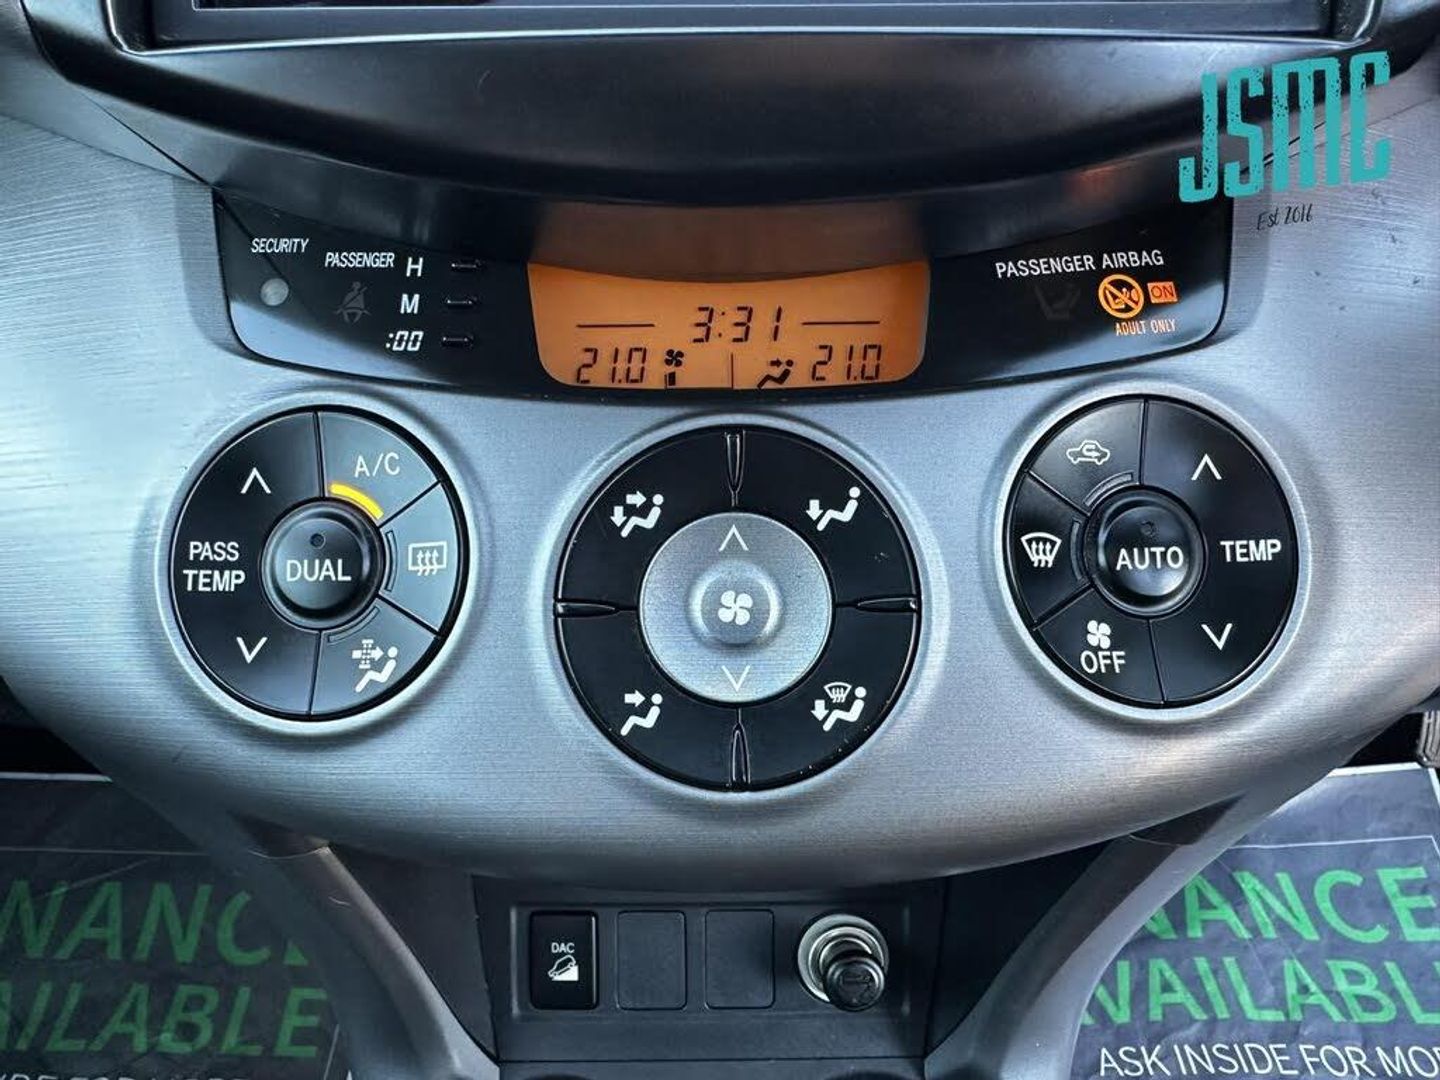 JSMC
Est 2016
SECURITY
PASSENGER
H
M
:00
3:31
21.0
21.0
PASSENGER AIRBAG
ON
ADULT ONLY
A/C
PASS
TEMP
DUAL
AUTO
TEMP
OFF
DAC
NANC
AILABLE
NANCE
VAILABLE
ASK INSIDE FOR MO